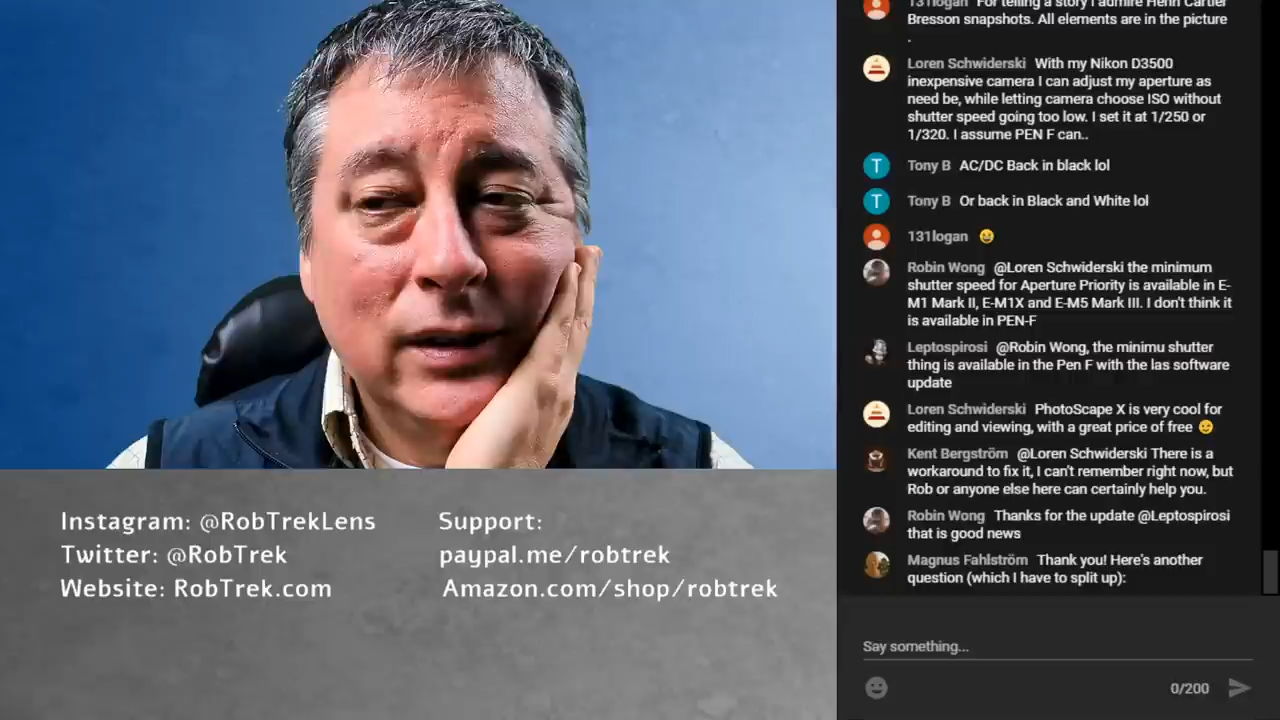 Instagram: @RobTrekLens
Twitter: @RobTrek
Website: RobTrek.com
Support:
paypal.me/robtrek
Amazon.com/shop/robtrek
131logan For telling a story I admire Henri Cartier
Bresson snapshots. All elements are in the picture
.
Loren Schwiderski With my Nikon D3500
inexpensive camera I can adjust my aperture as
need be, while letting camera choose ISO without
shutter speed going too low. I set it at 1/250 or
1/320. I assume PEN F can..
T Tony B AC/DC Back in black lol
T Tony B Or back in Black and White lol
131logan 😆
Robin Wong @Loren Schwiderski the minimum
shutter speed for Aperture Priority is available in E-
M1 Mark II, E-M1X and E-M5 Mark III. I don't think it
is available in PEN-F
Leptospirosi @Robin Wong, the minimu shutter
thing is available in the Pen F with the las software
update
Loren Schwiderski PhotoScape X is very cool for
editing and viewing, with a great price of free 😉
Kent Bergström @Loren Schwiderski There is a
workaround to fix it, I can't remember right now, but
Rob or anyone else here can certainly help you.
Robin Wong Thanks for the update @Leptospirosi
that is good news
Magnus Fahlström Thank you! Here's another
question (which I have to split up):
Say something...
0/200